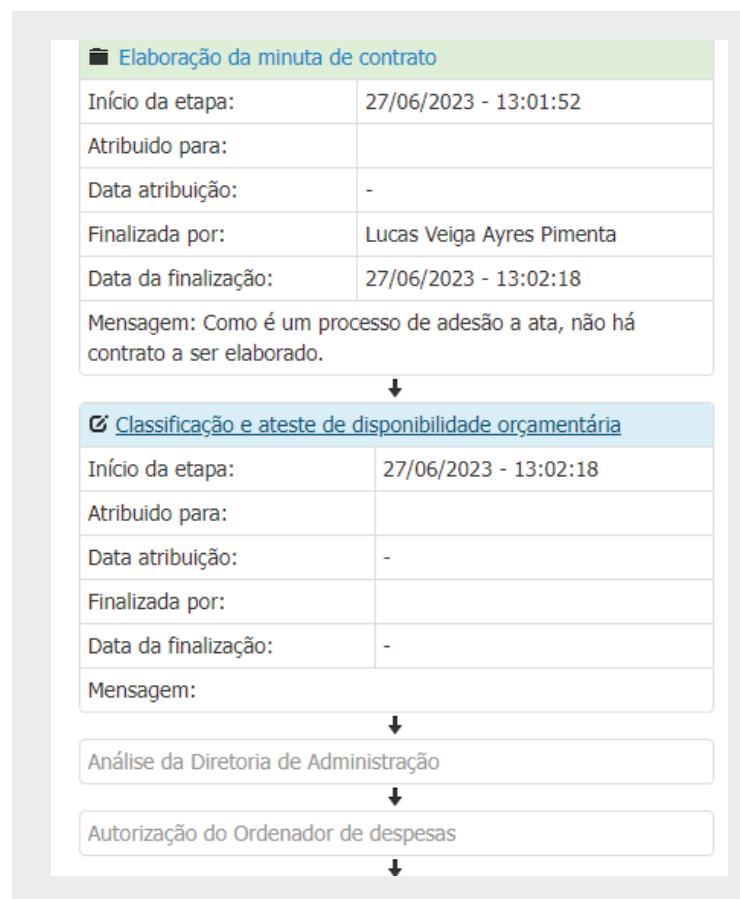 Elaboração da minuta de contrato
Início da etapa: 27/06/2023 - 13:01:52
Atribuido para:
Data atribuição: -
Finalizada por: Lucas Veiga Ayres Pimenta
Data da finalização: 27/06/2023 - 13:02:18
Mensagem: Como é um processo de adesão a ata, não há
contrato a ser elaborado.
Classificação e ateste de disponibilidade orçamentária
Início da etapa: 27/06/2023 - 13:02:18
Atribuido para:
Data atribuição: -
Finalizada por:
Data da finalização: -
Mensagem:
Análise da Diretoria de Administração
Autorização do Ordenador de despesas